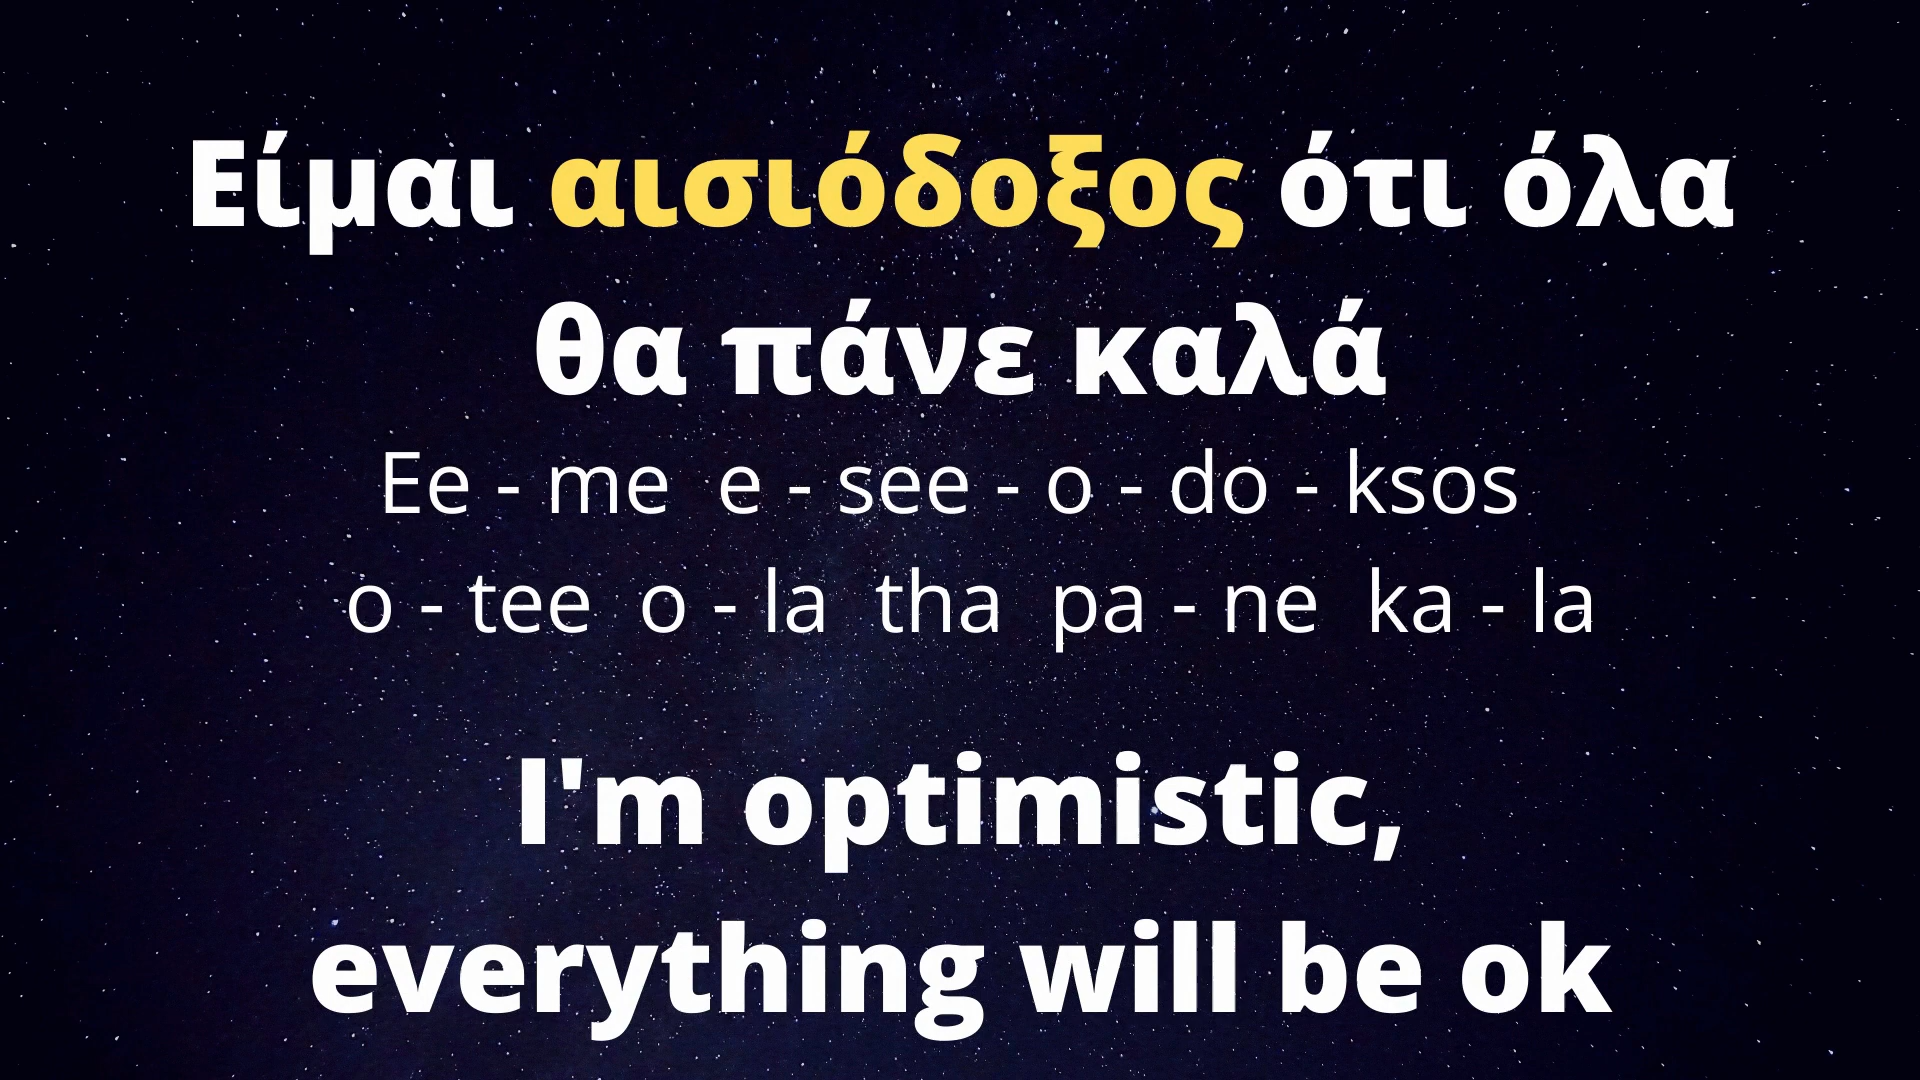 Είμαι αισιόδοξος ότι όλα
θα πάνε καλά
Ee - me e - see - o - do - ksos
o - tee o - la tha pa - ne ka - la
I'm optimistic,
everything will be ok